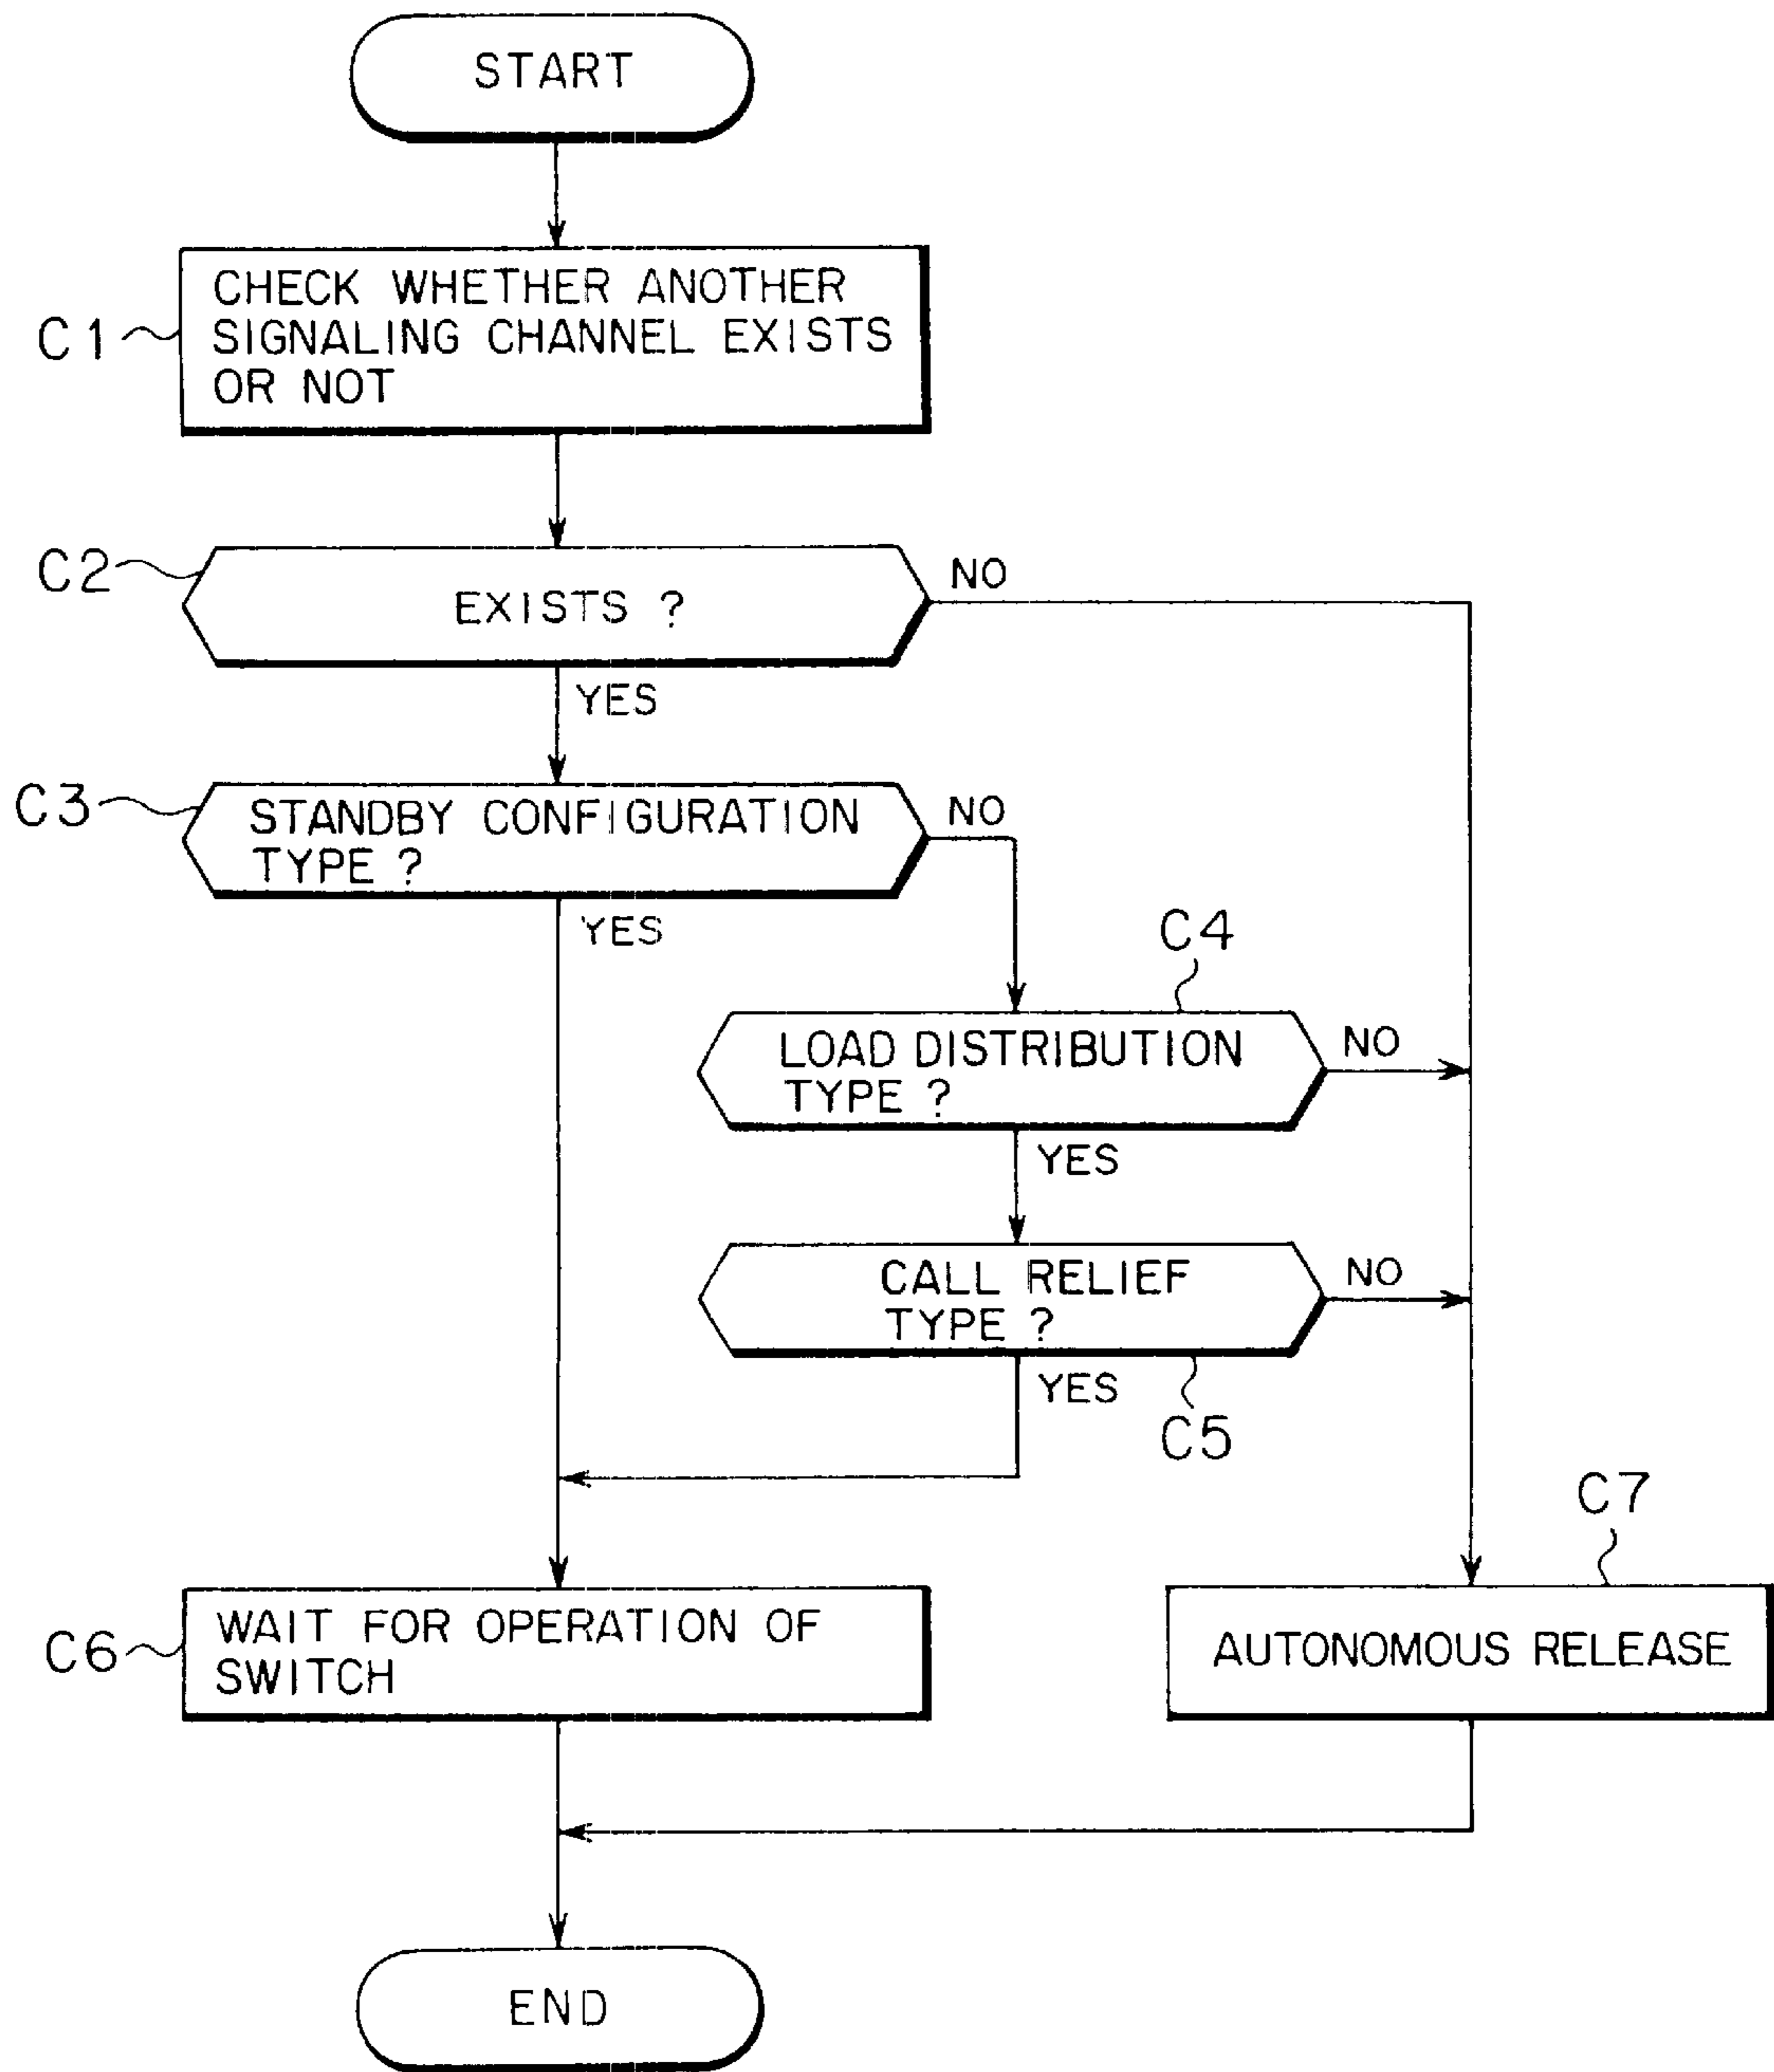 START
C1
CHECK WHETHER ANOTHER
SIGNALING CHANNEL EXISTS
OR NOT
C2
EXISTS ?
NO
YES
C3
STANDBY CONFIGURATION
TYPE ?
NO
YES
C4
LOAD DISTRIBUTION
TYPE ?
NO
YES
CALL RELIEF
TYPE ?
NO
YES
C5
C7
C6
WAIT FOR OPERATION OF
SWITCH
AUTONOMOUS RELEASE
END